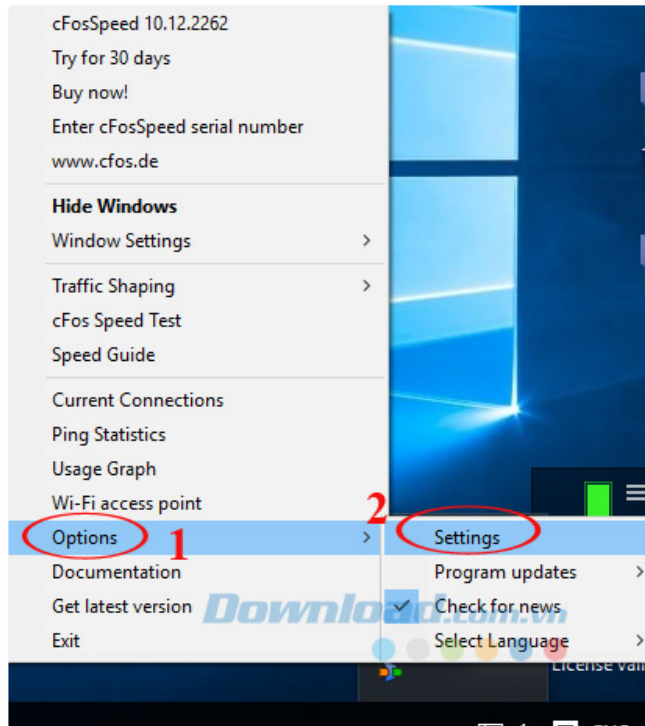 cFosSpeed 10.12.2262
Try for 30 days
Buy now!
Enter cFosSpeed serial number
www.cfos.de
Hide Windows
Window Settings
Traffic Shaping
cFos Speed Test
Speed Guide
Current Connections
Ping Statistics
Usage Graph
Wi-Fi access point
2
Options 1
Settings
Documentation
Program updates
Get latest version
Download.com.vn
Check for news
Exit
Select Language
License